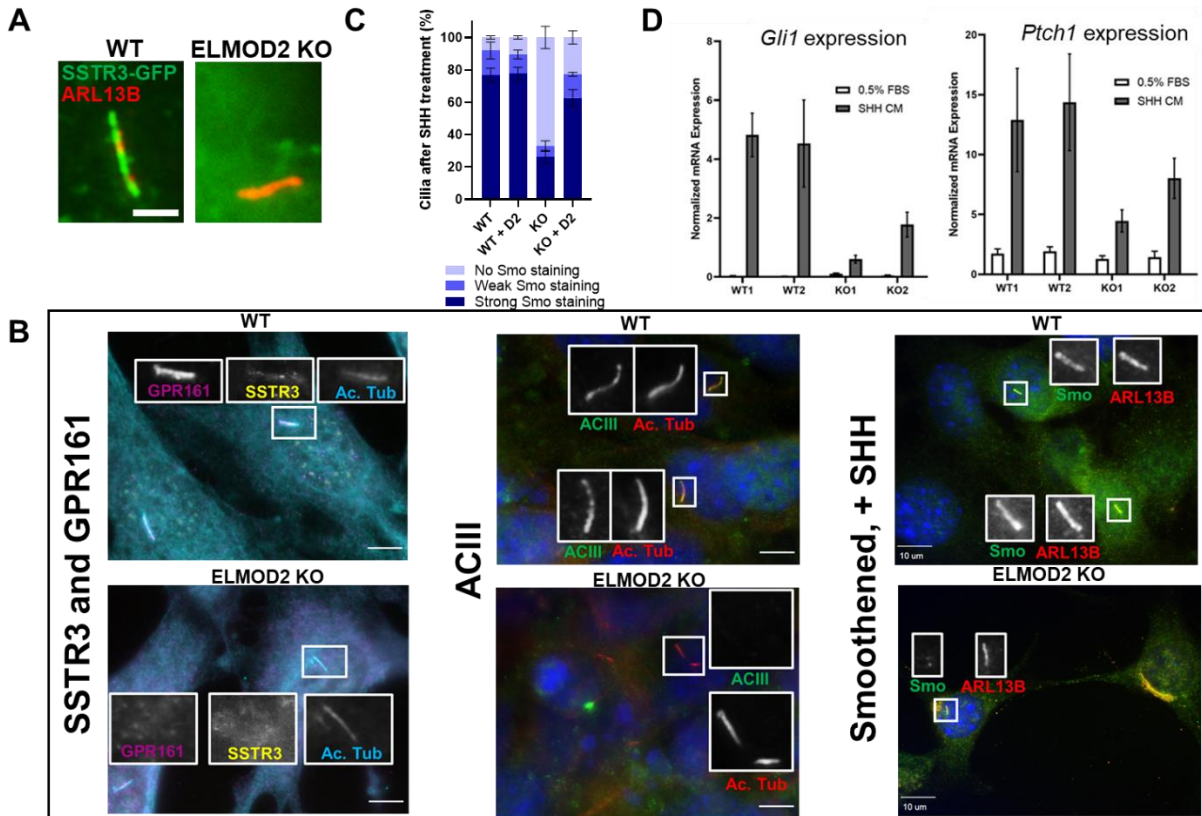 A
WT
ELMOD2 KO
SSTR3-GFP
ARL13B
C
Cilia after SHH treatment (%)
100
80
60
40
20
0
WT
WT + D2
KO
KO + D2
No Smo staining
Weak Smo staining
Strong Smo staining
D
Gli1 expression
Normalized mRNA Expression
8
6
4
2
0
0.5% FBS
SHH CM
WT1
WT2
KO1
KO2
Ptch1 expression
Normalized mRNA Expression
20
15
10
5
0
0.5% FBS
SHH CM
WT1
WT2
KO1
KO2
B
SSTR3 and GPR161
WT
GPR161
SSTR3
Ac. Tub
ELMOD2 KO
GPR161
SSTR3
Ac. Tub
ACIII
WT
ACIII
Ac. Tub
ACIII
Ac. Tub
ELMOD2 KO
ACIII
Ac. Tub
Smoothened, + SHH
WT
Smo
ARL13B
Smo
ARL13B
10 um
ELMOD2 KO
Smo
ARL13B
10 um